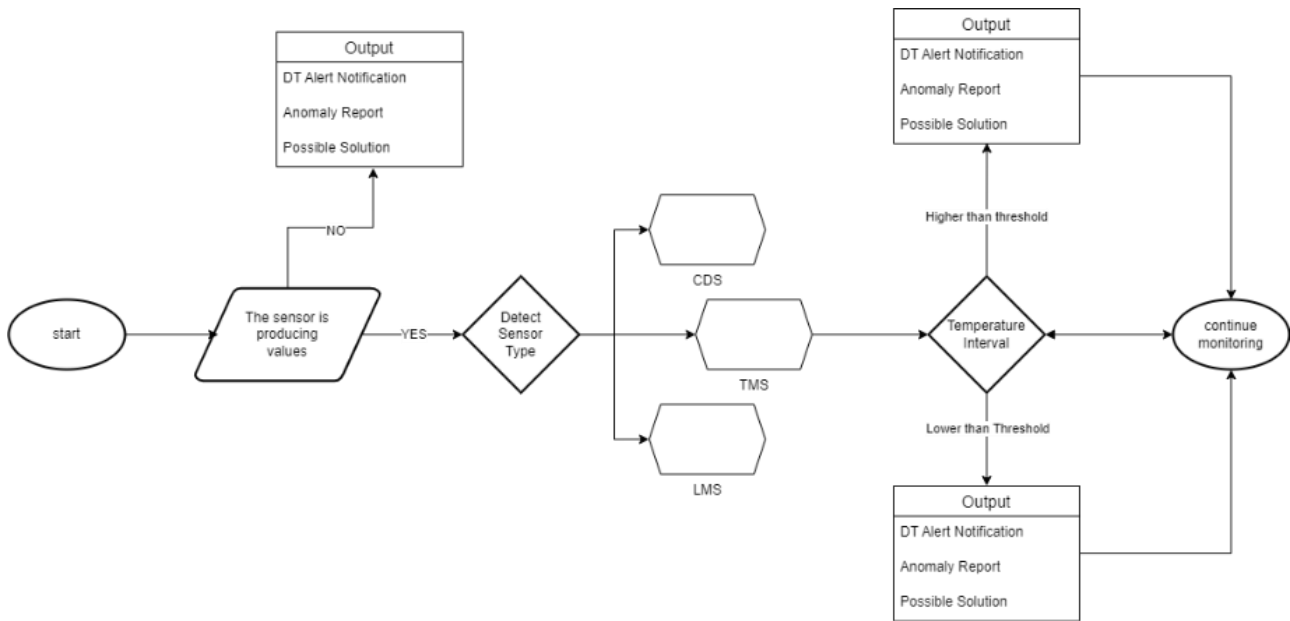 Output
DT Alert Notification
Anomaly Report
Possible Solution
NO
start
The sensor is
producing
values
YES
Detect
Sensor
Type
CDS
TMS
LMS
Output
DT Alert Notification
Anomaly Report
Possible Solution
Higher than threshold
Temperature
Interval
continue
monitoring
Lower than Threshold
Output
DT Alert Notification
Anomaly Report
Possible Solution